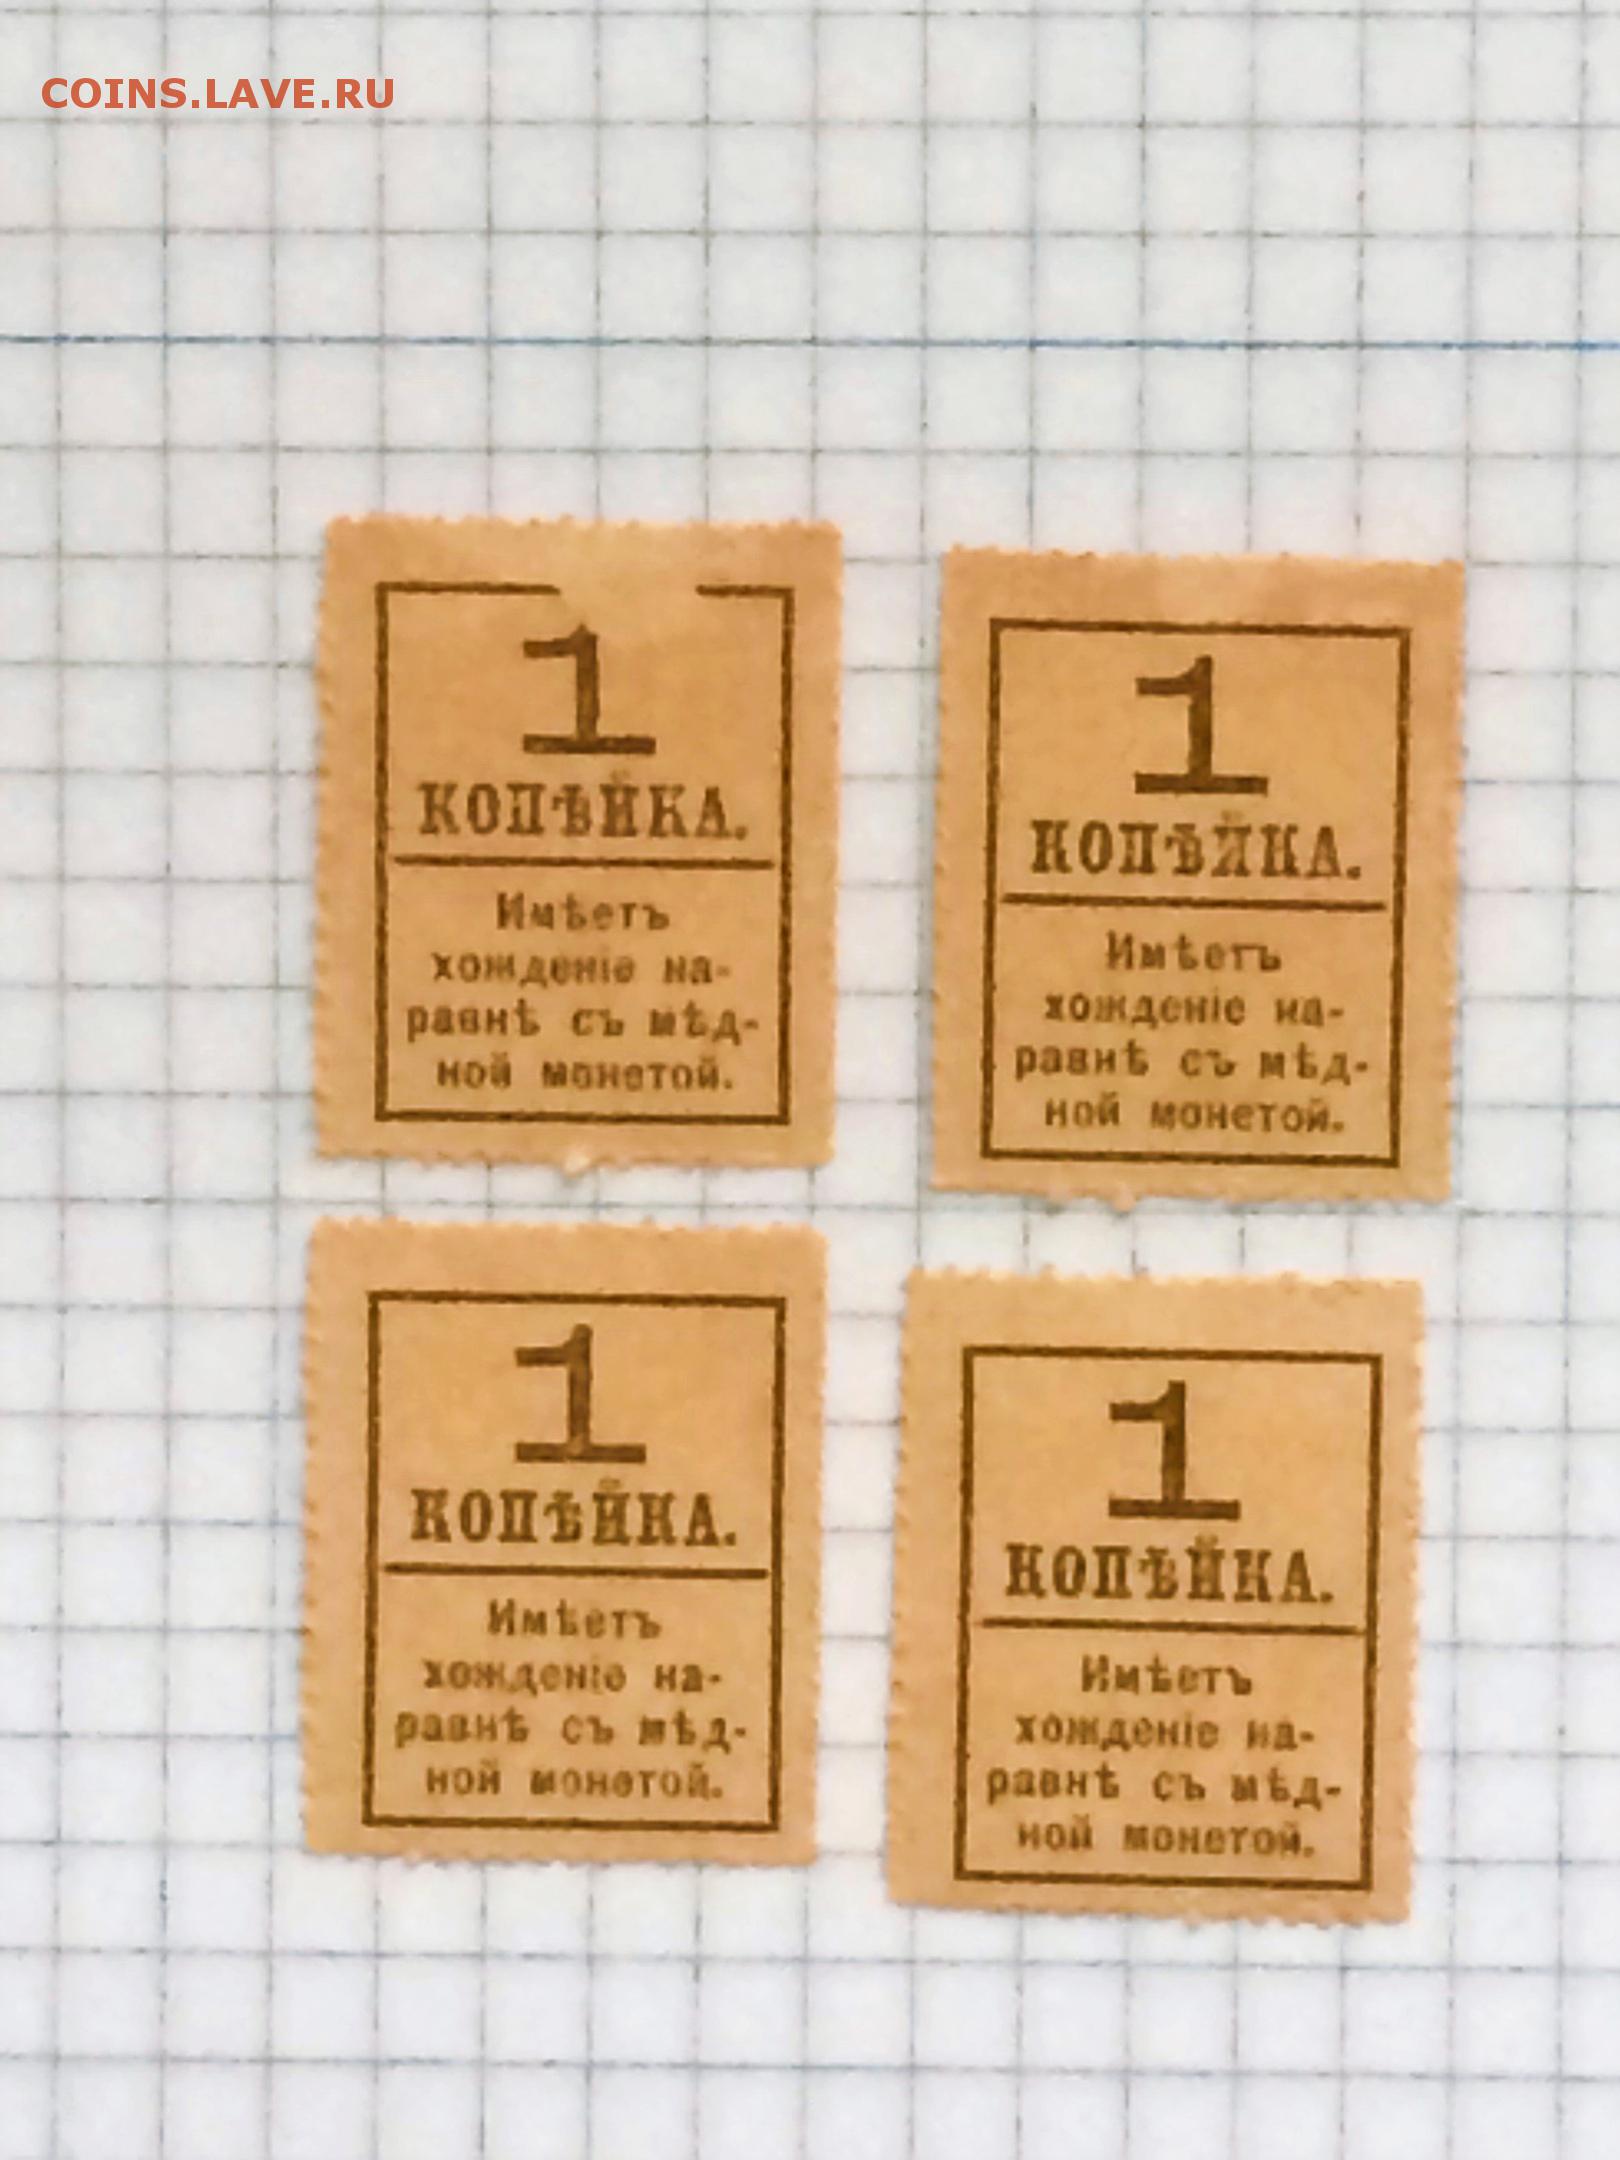 COINS.LAVE.RU
1
КОПѢЙКА.
Имѣетъ
хожденіе на-
равнѣ съ мѣд-
ной монетой.
1
КОПѢЙКА.
Имѣетъ
хожденіе на-
равнѣ съ мѣд-
ной монетой.
1
КОПѢЙКА.
Имѣетъ
хожденіе на-
равнѣ съ мѣд-
ной монетой.
1
КОПѢЙКА.
Имѣетъ
хожденіе на-
равнѣ съ мѣд-
ной монетой.